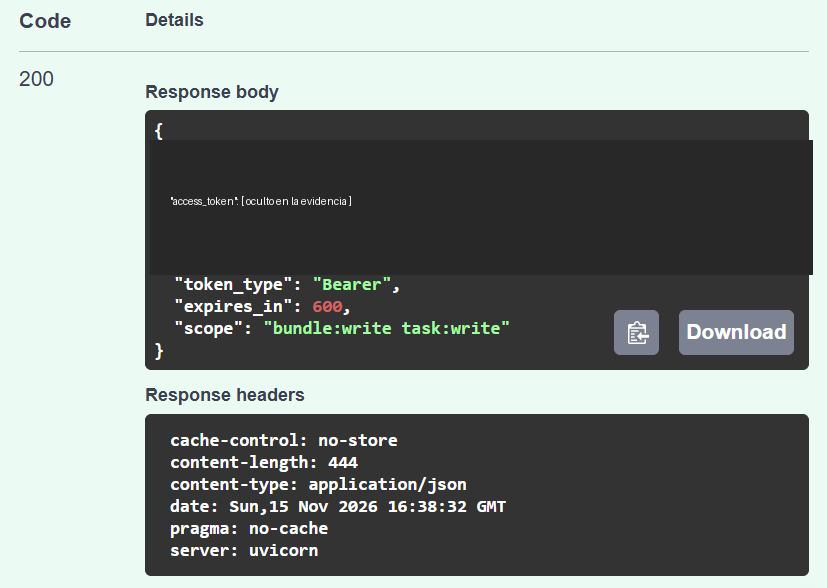 Code Details
200
Response body
{
"access_token": [ oculto en la evidencia ]
"token_type": "Bearer",
"expires_in": 600,
"scope": "bundle:write task:write"
}
Download
Response headers
cache-control: no-store
content-length: 444
content-type: application/json
date: Sun,15 Nov 2026 16:38:32 GMT
pragma: no-cache
server: uvicorn